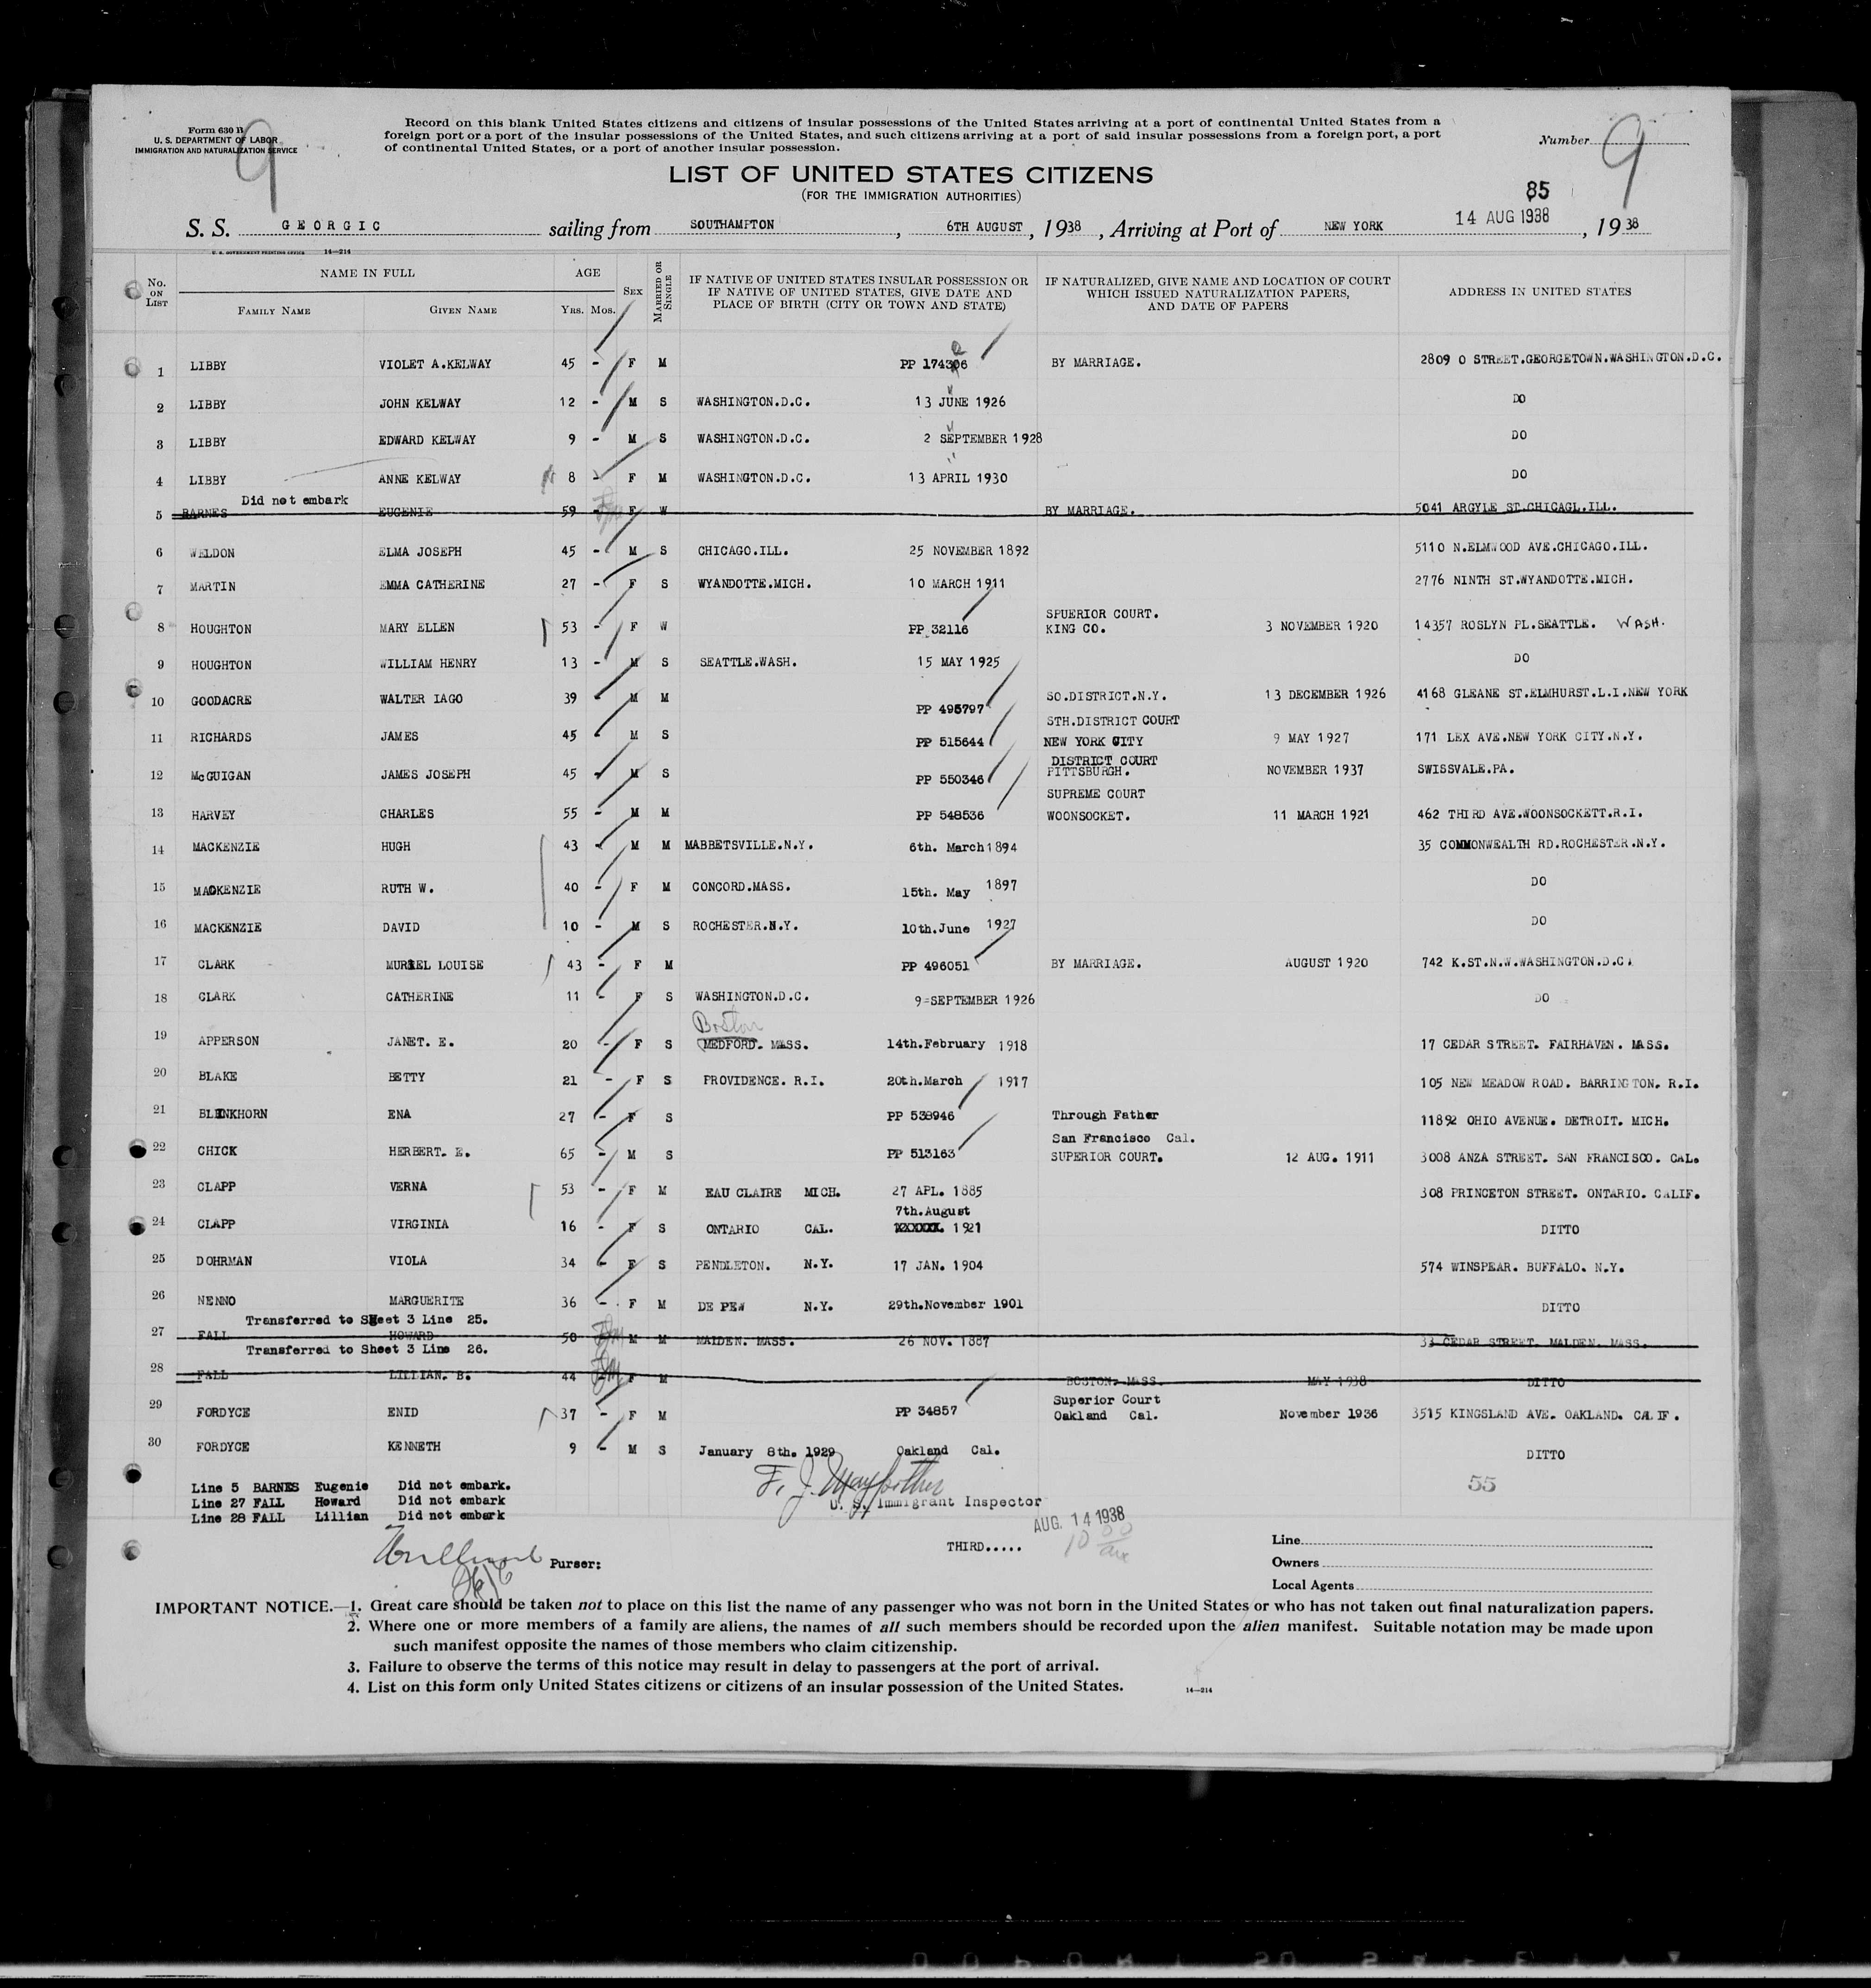 Form 630 B
U. S. DEPARTMENT OF LABOR
IMMIGRATION AND NATURALIZATION SERVICE
9
Record on this blank United States citizens and citizens of insular possessions of the United States arriving at a port of continental United States from a
foreign port or a port of the insular possessions of the United States, and such citizens arriving at a port of said insular possessions from a foreign port, a port
of continental United States, or a port of another insular possession.
Number 9
LIST OF UNITED STATES CITIZENS
(FOR THE IMMIGRATION AUTHORITIES)
85
S. S. GEORGIC sailing from SOUTHAMPTON, 6TH AUGUST, 1938, Arriving at Port of NEW YORK 14 AUG 1938, 1938
U. S. GOVERNMENT PRINTING OFFICE 14—214
No. ON LIST NAME IN FULL AGE SEX MARRIED OR SINGLE IF NATIVE OF UNITED STATES INSULAR POSSESSION OR IF NATIVE OF UNITED STATES, GIVE DATE AND PLACE OF BIRTH (CITY OR TOWN AND STATE) IF NATURALIZED, GIVE NAME AND LOCATION OF COURT WHICH ISSUED NATURALIZATION PAPERS, AND DATE OF PAPERS ADDRESS IN UNITED STATES
FAMILY NAME GIVEN NAME YRS. MOS.
1 LIBBY VIOLET A.KELWAY 45 - F M PP 174306 BY MARRIAGE. 2809 O STREET.GEORGETOWN.WASHINGTON.D.C.
2 LIBBY JOHN KELWAY 12 - M S WASHINGTON.D.C. 13 JUNE 1926 DO
3 LIBBY EDWARD KELWAY 9 - M S WASHINGTON.D.C. 2 SEPTEMBER 1928 DO
4 LIBBY ANNE KELWAY 8 - F M WASHINGTON.D.C. 13 APRIL 1930 DO
Did not embark
5 BARNES EUGENIE 59 - F W BY MARRIAGE. 5041 ARGYLE ST.CHICAGL.ILL.
6 WELDON ELMA JOSEPH 45 - M S CHICAGO.ILL. 25 NOVEMBER 1892 5110 N.ELMWOOD AVE.CHICAGO.ILL.
7 MARTIN EMMA CATHERINE 27 - F S WYANDOTTE.MICH. 10 MARCH 1911 2776 NINTH ST.WYANDOTTE.MICH.
SPUERIOR COURT.
8 HOUGHTON MARY ELLEN 53 - F W PP 32116 KING CO. 3 NOVEMBER 1920 14357 ROSLYN PL.SEATTLE. WASH.
9 HOUGHTON WILLIAM HENRY 13 - M S SEATTLE.WASH. 15 MAY 1925 DO
10 GOODACRE WALTER IAGO 39 - M M PP 495797 SO.DISTRICT.N.Y. 13 DECEMBER 1926 4168 GLEANE ST.ELMHURST.L.I.NEW YORK
STH.DISTRICT COURT
11 RICHARDS JAMES 45 - M S PP 515644 NEW YORK CITY 9 MAY 1927 171 LEX AVE.NEW YORK CITY.N.Y.
DISTRICT COURT
12 McGUIGAN JAMES JOSEPH 45 - M S PP 550346 PITTSBURGH. NOVEMBER 1937 SWISSVALE.PA.
SUPREME COURT
13 HARVEY CHARLES 55 - M M PP 548536 WOONSOCKET. 11 MARCH 1921 462 THIRD AVE.WOONSOCKETT.R.I.
14 MACKENZIE HUGH 43 - M M MABBETSVILLE.N.Y. 6th. March 1894 35 COMMONWEALTH RD.ROCHESTER.N.Y.
15 MACKENZIE RUTH W. 40 - F M CONCORD.MASS. 15th. May 1897 DO
16 MACKENZIE DAVID 10 - M S ROCHESTER.N.Y. 10th.June 1927 DO
17 CLARK MURIEL LOUISE 43 - F M PP 496051 BY MARRIAGE. AUGUST 1920 742 K.ST.N.W.WASHINGTON.D.C.
18 CLARK CATHERINE 11 - F S WASHINGTON.D.C. 9=SEPTEMBER 1926 DO
Boston
19 APPERSON JANET. E. 20 - F S MEDFORD. MASS. 14th.February 1918 17 CEDAR STREET. FAIRHAVEN. MASS.
20 BLAKE BETTY 21 - F S PROVIDENCE. R.I. 20th.March 1917 105 NEW MEADOW ROAD. BARRINGTON. R.I.
21 BLINKHORN ENA 27 - F S PP 538946 Through Father 11892 OHIO AVENUE. DETROIT. MICH.
San Francisco Cal.
22 CHICK HERBERT. E. 65 - M S PP 513163 SUPERIOR COURT. 12 AUG. 1911 3008 ANZA STREET. SAN FRANCISCO. CAL.
23 CLAPP VERNA 53 - F M EAU CLAIRE MICH. 27 APL. 1885 308 PRINCETON STREET. ONTARIO. CALIF.
7th.August
24 CLAPP VIRGINIA 16 - F S ONTARIO CAL. 1921 DITTO
25 DOHRMAN VIOLA 34 - F S PENDLETON. N.Y. 17 JAN. 1904 574 WINSPEAR. BUFFALO. N.Y.
26 NENNO MARGUERITE 36 - F M DE PEW N.Y. 29th.November 1901 DITTO
Transferred to Sheet 3 Line 25.
27 FALL HOWARD 50 M M MALDEN. MASS. 26 NOV. 1887 33 CEDAR STREET. MALDEN. MASS.
Transferred to Sheet 3 Line 26.
28 FALL LILLIAN. B. 44 F M BOSTON. MASS. MAY 1938 DITTO
Superior Court
29 FORDYCE ENID 37 - F M PP 34857 Oakland Cal. November 1936 3515 KINGSLAND AVE. OAKLAND. CALIF.
30 FORDYCE KENNETH 9 - M S January 8th. 1929 Oakland Cal. DITTO
55
Line 5 BARNES Eugenie Did not embark.
Line 27 FALL Howard Did not embark
Line 28 FALL Lillian Did not embark
U. S. Immigrant Inspector
AUG. 14 1938
Purser:
THIRD.....
Line
Owners
Local Agents
IMPORTANT NOTICE.—1. Great care should be taken not to place on this list the name of any passenger who was not born in the United States or who has not taken out final naturalization papers.
2. Where one or more members of a family are aliens, the names of all such members should be recorded upon the alien manifest. Suitable notation may be made upon
such manifest opposite the names of those members who claim citizenship.
3. Failure to observe the terms of this notice may result in delay to passengers at the port of arrival.
4. List on this form only United States citizens or citizens of an insular possession of the United States.
14—214